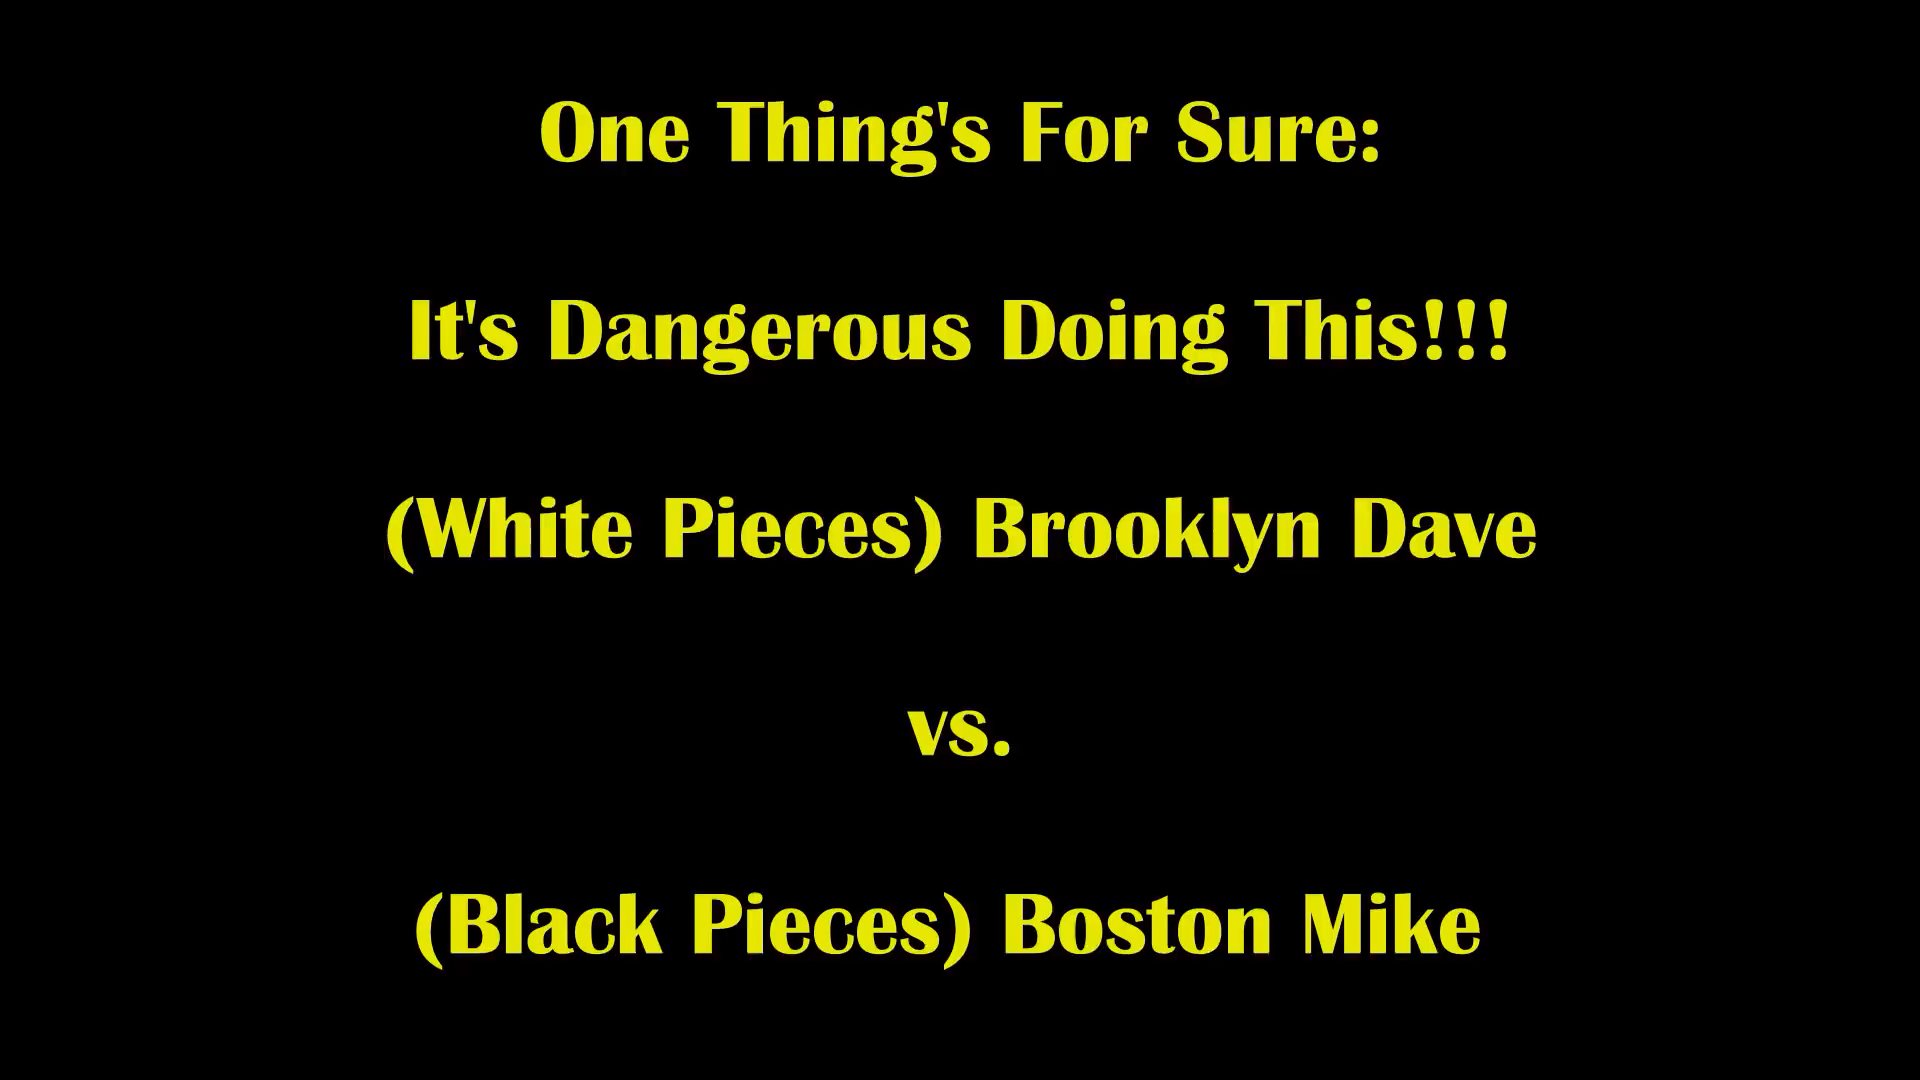 One Thing's For Sure:
It's Dangerous Doing This!!!
(White Pieces) Brooklyn Dave
vs.
(Black Pieces) Boston Mike